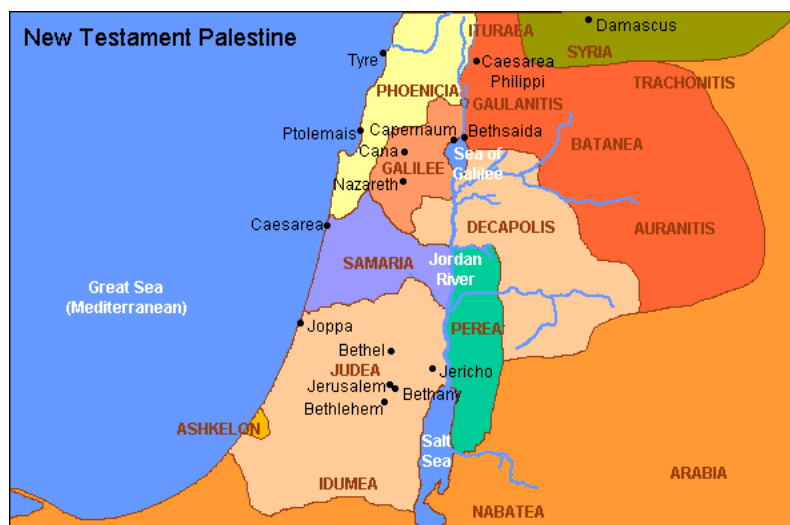 New Testament Palestine
Damascus
ITURAEA
SYRIA
Tyre
Caesarea
Philippi
TRACHONITIS
PHOENICIA
GAULANITIS
Ptolemais
Capernaum
Bethsaida
BATANEA
Cana
Sea of
Galilee
GALILEE
Nazareth
Caesarea
DECAPOLIS
AURANITIS
SAMARIA
Jordan
River
Great Sea
(Mediterranean)
Joppa
PEREA
Bethel
JUDEA
Jericho
Jerusalem
Bethany
Bethlehem
ASHKELON
Salt
Sea
ARABIA
IDUMEA
NABATEA